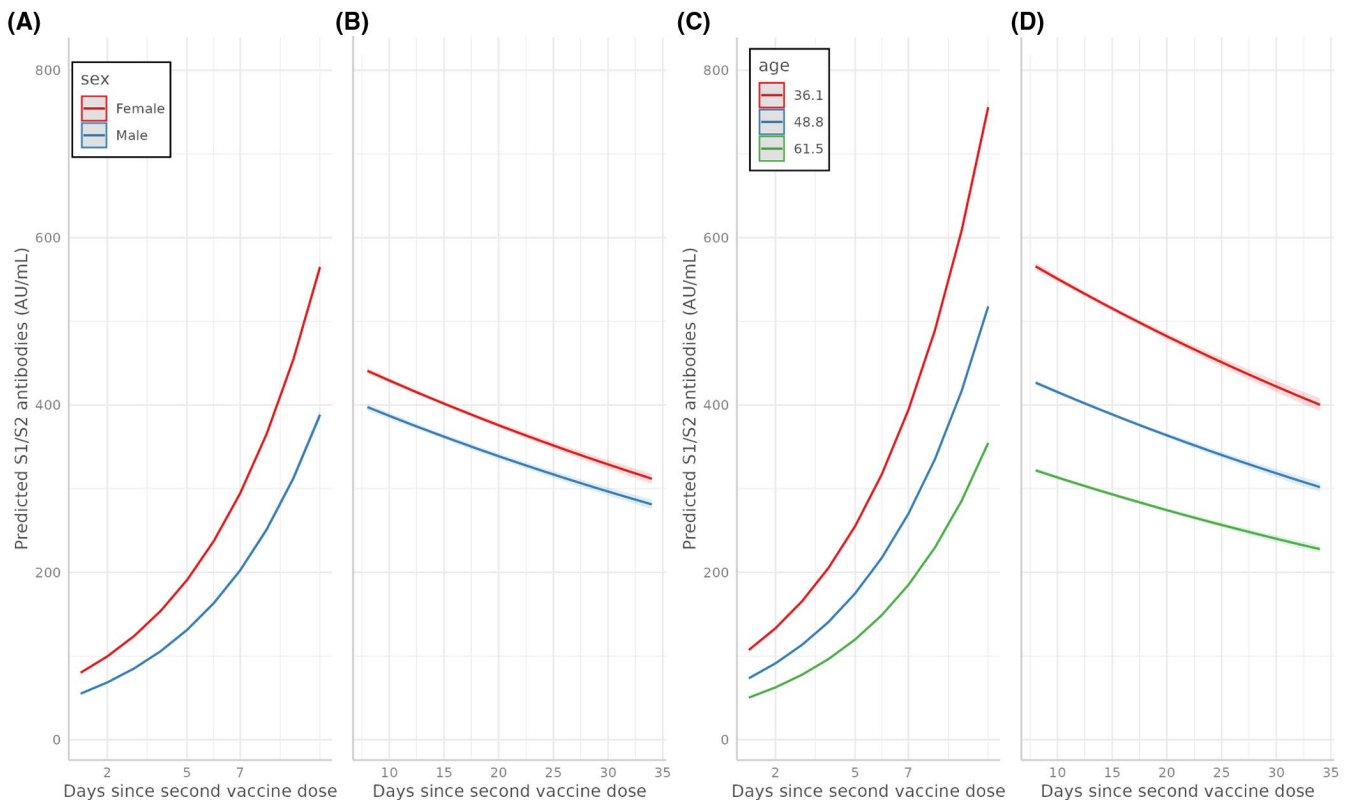 (A)
(B)
(C)
(D)
800
600
400
200
0
Predicted S1/S2 antibodies (AU/mL)
sex
Female
Male
2 5 7
Days since second vaccine dose
10 15 20 25 30 35
Days since second vaccine dose
800
600
400
200
0
Predicted S1/S2 antibodies (AU/mL)
age
36.1
48.8
61.5
2 5 7
Days since second vaccine dose
10 15 20 25 30 35
Days since second vaccine dose